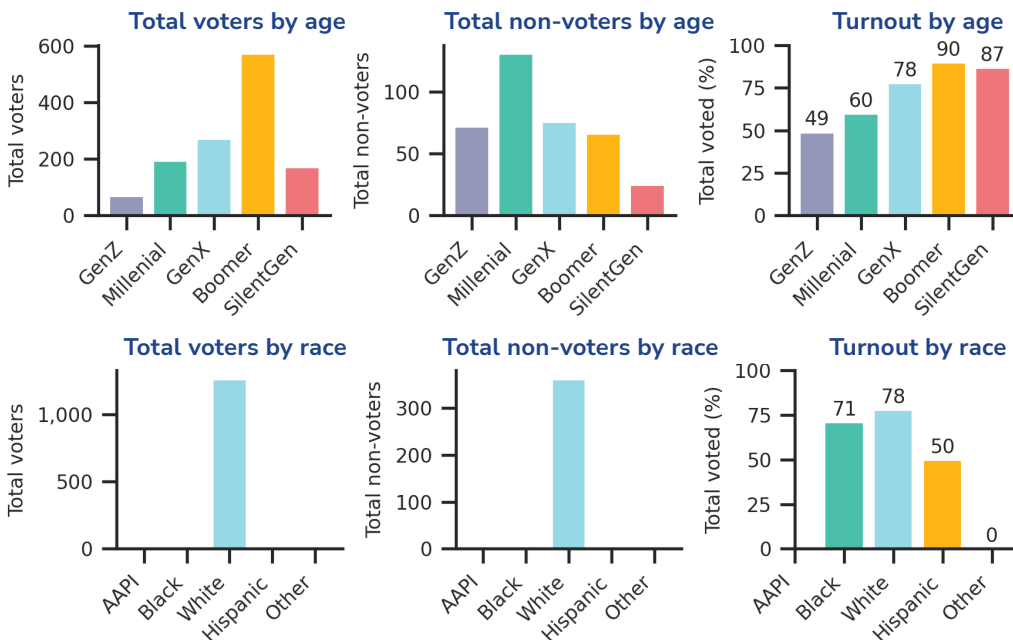 Total voters by age
Total voters
600
400
200
0
GenZ
Millenial
GenX
Boomer
SilentGen
Total non-voters by age
Total non-voters
100
50
0
GenZ
Millenial
GenX
Boomer
SilentGen
Turnout by age
Total voted (%)
100
75
50
25
0
49
60
78
90
87
GenZ
Millenial
GenX
Boomer
SilentGen
Total voters by race
Total voters
1,000
500
0
AAPI
Black
White
Hispanic
Other
Total non-voters by race
Total non-voters
300
200
100
0
AAPI
Black
White
Hispanic
Other
Turnout by race
Total voted (%)
100
75
50
25
0
71
78
50
0
AAPI
Black
White
Hispanic
Other